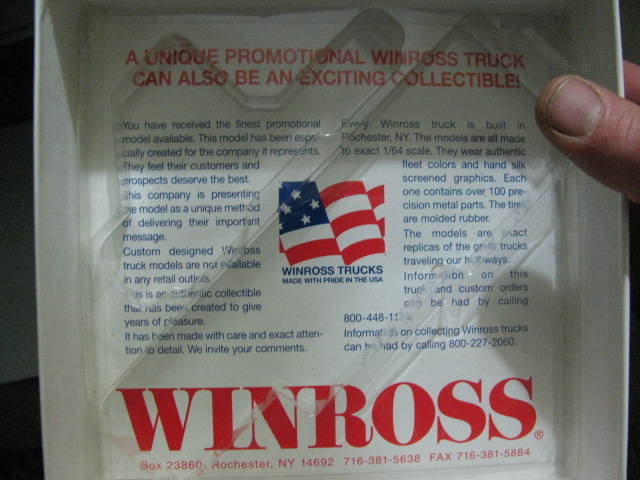 A UNIQUE PROMOTIONAL WINROSS TRUCK
CAN ALSO BE AN EXCITING COLLECTIBLE!
You have received the finest promotional
model available. This model has been espe-
cially created for the company it represents.
They feel their customers and
prospects deserve the best.
This company is presenting
the model as a unique method
of delivering their important
message.
Custom designed Winross
truck models are not available
in any retail outlets.
This is an authentic collectible
that has been created to give
years of pleasure.
It has been made with care and exact atten-
tion to detail. We invite your comments.
WINROSS TRUCKS
MADE WITH PRIDE IN THE USA
Every Winross truck is built in
Rochester, NY. The models are all made
to exact 1/64 scale. They wear authentic
fleet colors and hand silk
screened graphics. Each
one contains over 100 pre-
cision metal parts. The tires
are molded rubber.
The models are exact
replicas of the great trucks
traveling our highways.
Information on this
truck and custom orders
can be had by calling
Information on collecting Winross trucks
can be had by calling 800-227-2060.
WINROSS®
Box 23860, Rochester, NY 14692 716-381-5638 FAX 716-381-5884